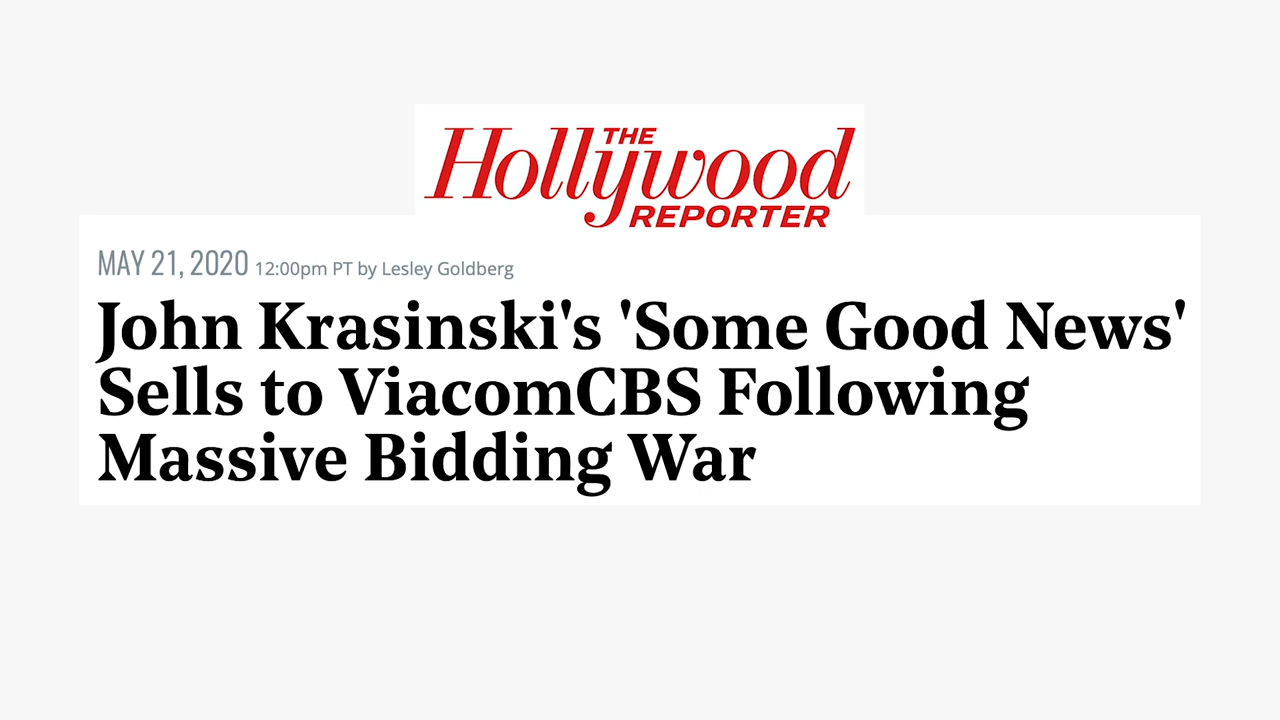 THE
Hollywood
REPORTER
MAY 21, 2020 12:00pm PT by Lesley Goldberg
John Krasinski's 'Some Good News'
Sells to ViacomCBS Following
Massive Bidding War